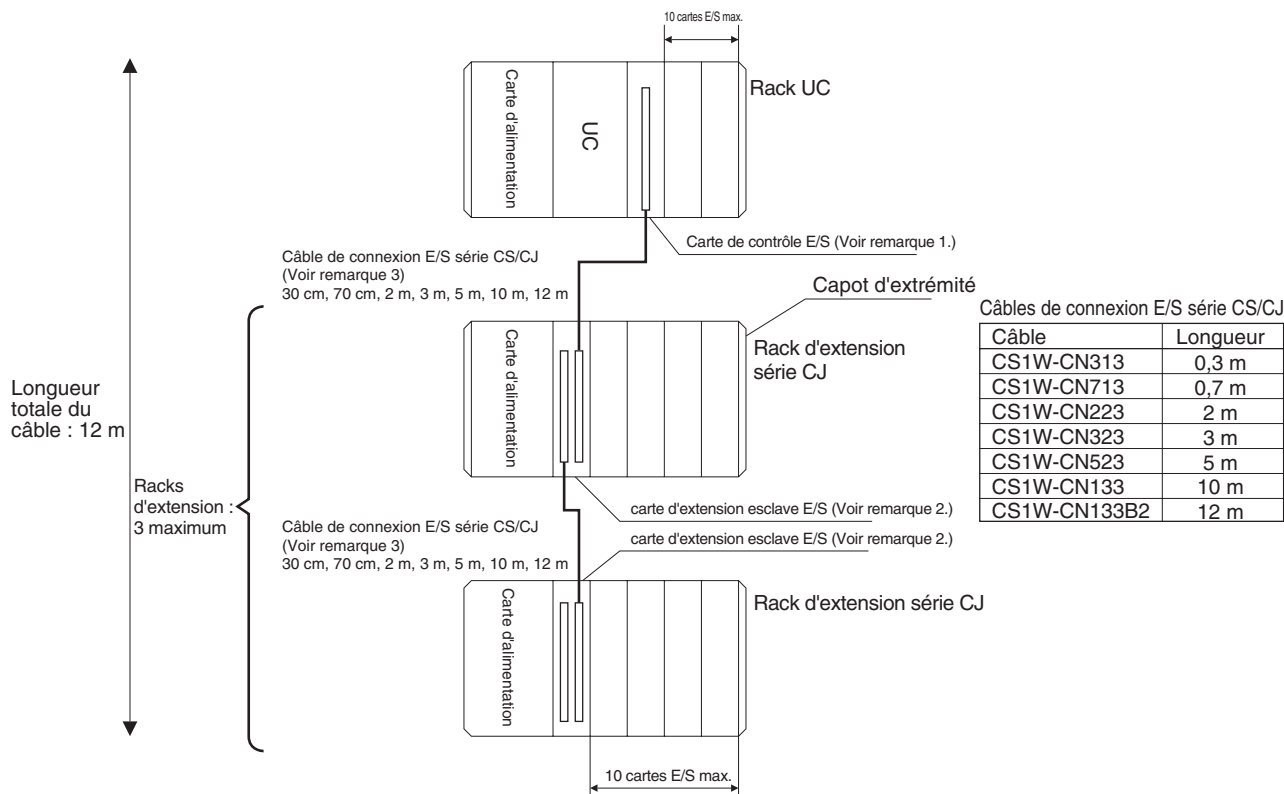 10 cartes E/S max.
Carte d'alimentation
UC
Rack UC
Carte de contrôle E/S (Voir remarque 1.)
Câble de connexion E/S série CS/CJ
(Voir remarque 3)
30 cm, 70 cm, 2 m, 3 m, 5 m, 10 m, 12 m
Capot d'extrémité
Carte d'alimentation
Rack d'extension
série CJ
Longueur
totale du
câble : 12 m
Racks
d'extension :
3 maximum
carte d'extension esclave E/S (Voir remarque 2.)
Câble de connexion E/S série CS/CJ
(Voir remarque 3)
30 cm, 70 cm, 2 m, 3 m, 5 m, 10 m, 12 m
carte d'extension esclave E/S (Voir remarque 2.)
Carte d'alimentation
Rack d'extension série CJ
10 cartes E/S max.
Câbles de connexion E/S série CS/CJ
Câble Longueur
CS1W-CN313 0,3 m
CS1W-CN713 0,7 m
CS1W-CN223 2 m
CS1W-CN323 3 m
CS1W-CN523 5 m
CS1W-CN133 10 m
CS1W-CN133B2 12 m